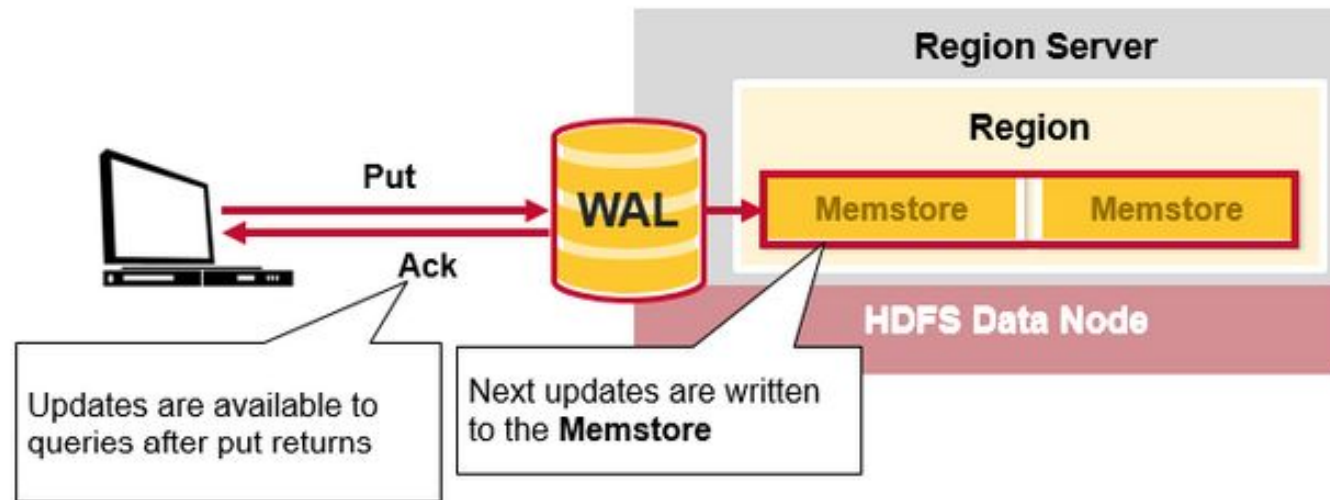 Region Server
Region
Put
WAL
Memstore
Memstore
Ack
HDFS Data Node
Updates are available to
queries after put returns
Next updates are written
to the Memstore